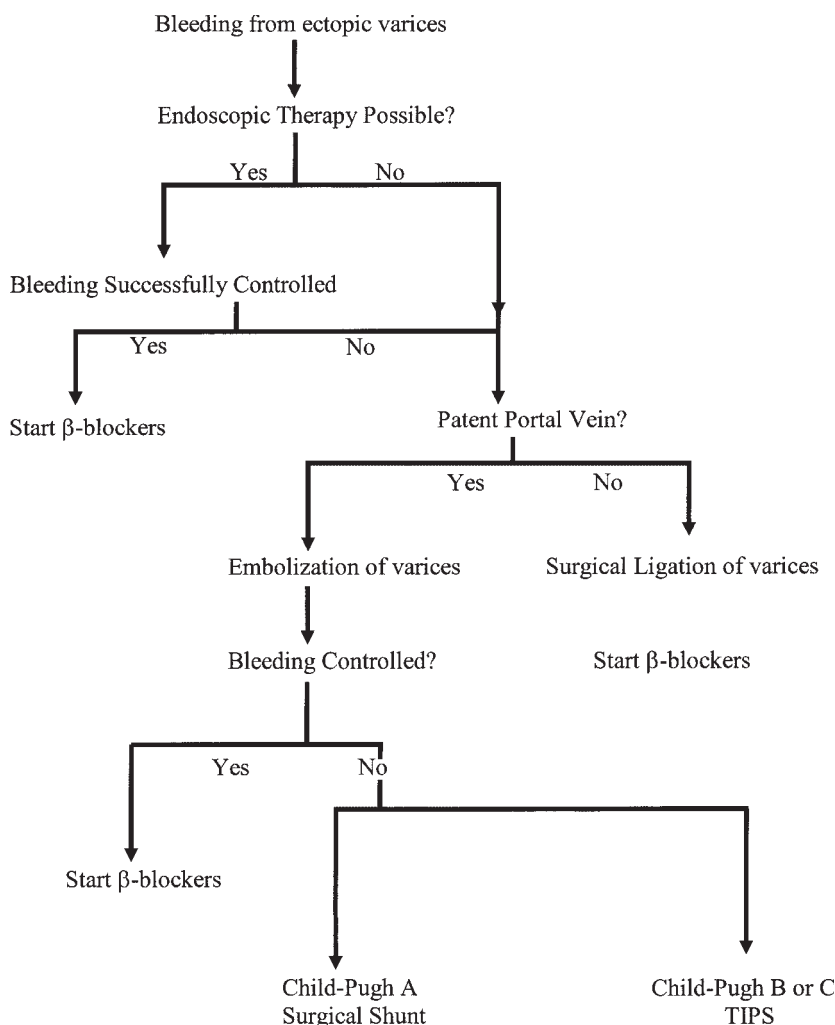 Bleeding from ectopic varices
Endoscopic Therapy Possible?
Yes
No
Bleeding Successfully Controlled
Yes
No
Start β-blockers
Patent Portal Vein?
Yes
No
Embolization of varices
Surgical Ligation of varices
Bleeding Controlled?
Start β-blockers
Yes
No
Start β-blockers
Child-Pugh A
Surgical Shunt
Child-Pugh B or C
TIPS